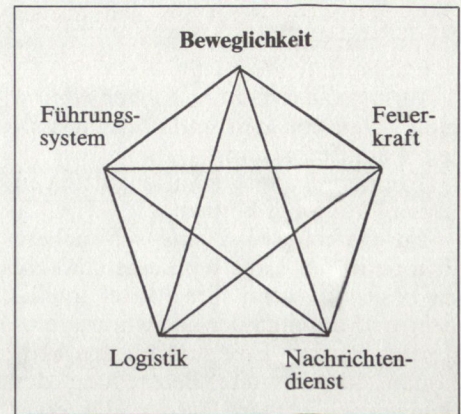 Beweglichkeit
Führungs-
system
Feuer-
kraft
Logistik
Nachrichten-
dienst